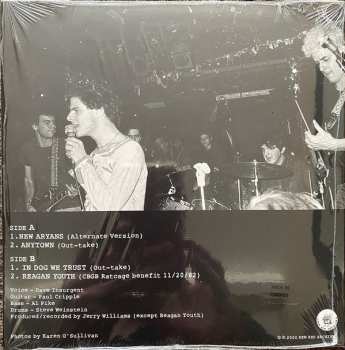 SIDE A
1.NEW ARYANS (Alternate Version)
2. ANYTOWN (Out-take)
SIDE B
1. IN DOG WE TRUST (Out-take)
2. REAGAN YOUTH (CBGB Ratcage benefit 11/20/82)
Voice - Dave Insurgent
Guitar - Paul Cripple
Bass - Al Pike
Drums - Steve Weinstein
Produced/recorded by Jerry Williams (except Reagan Youth)
Photos by Karen O'Sullivan